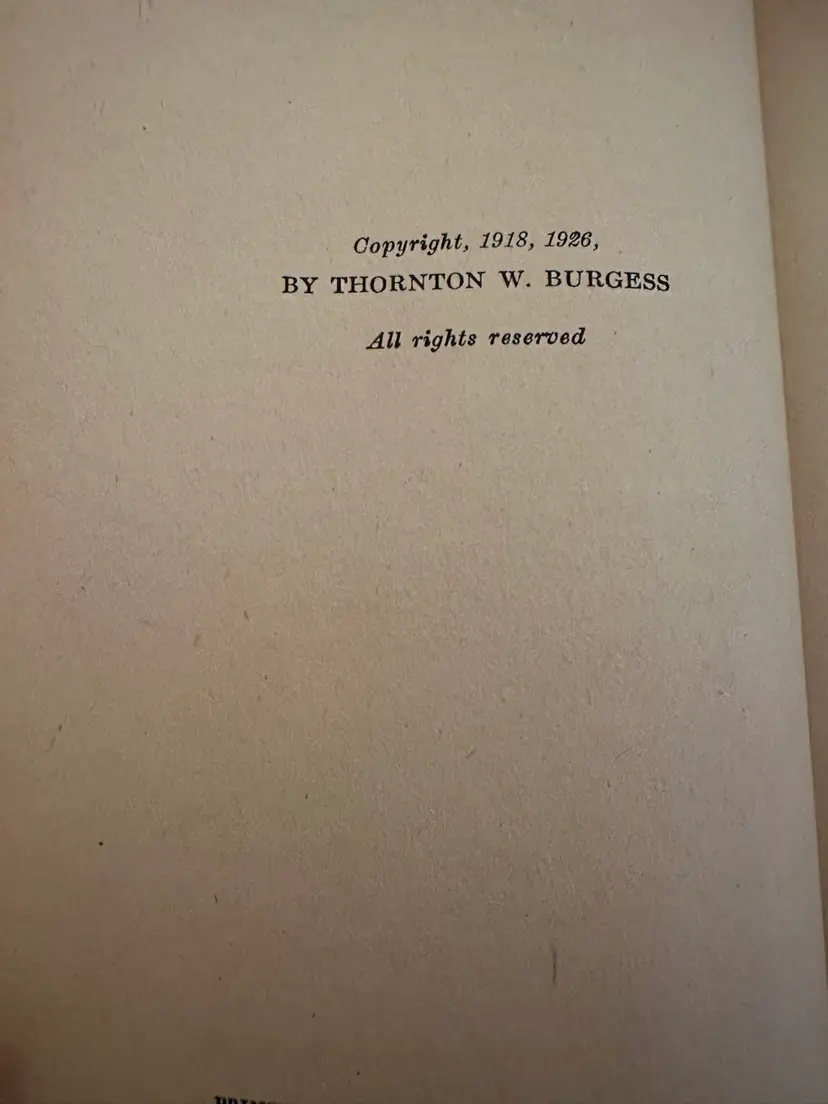 Copyright, 1918, 1926,
BY THORNTON W. BURGESS
All rights reserved